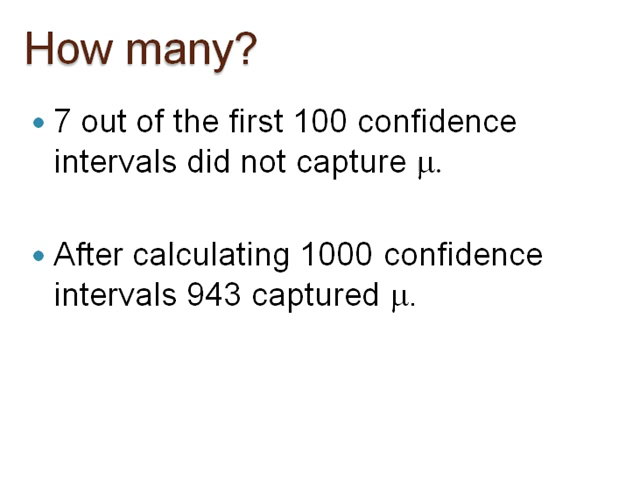 How many?
• 7 out of the first 100 confidence
intervals did not capture μ.
• After calculating 1000 confidence
intervals 943 captured μ.